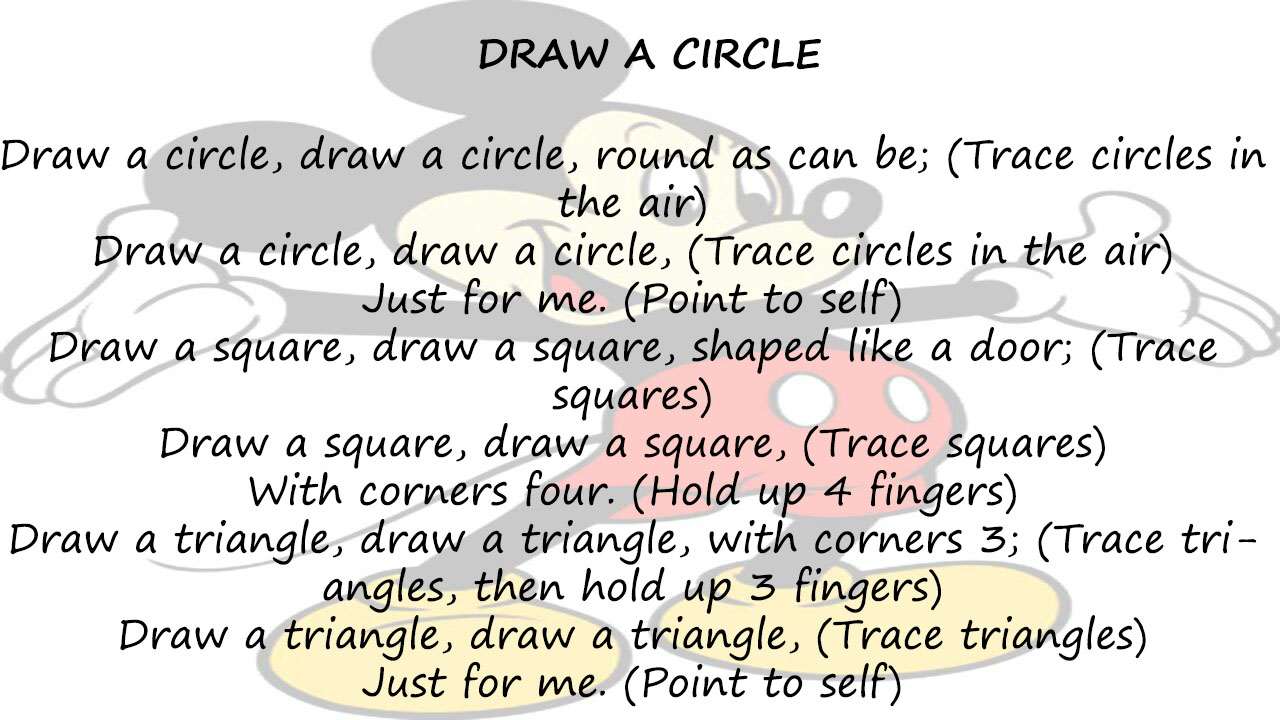 DRAW A CIRCLE
Draw a circle, draw a circle, round as can be; (Trace circles in
the air)
Draw a circle, draw a circle, (Trace circles in the air)
Just for me. (Point to self)
Draw a square, draw a square, shaped like a door; (Trace
squares)
Draw a square, draw a square, (Trace squares)
With corners four. (Hold up 4 fingers)
Draw a triangle, draw a triangle, with corners 3; (Trace tri-
angles, then hold up 3 fingers)
Draw a triangle, draw a triangle, (Trace triangles)
Just for me. (Point to self)